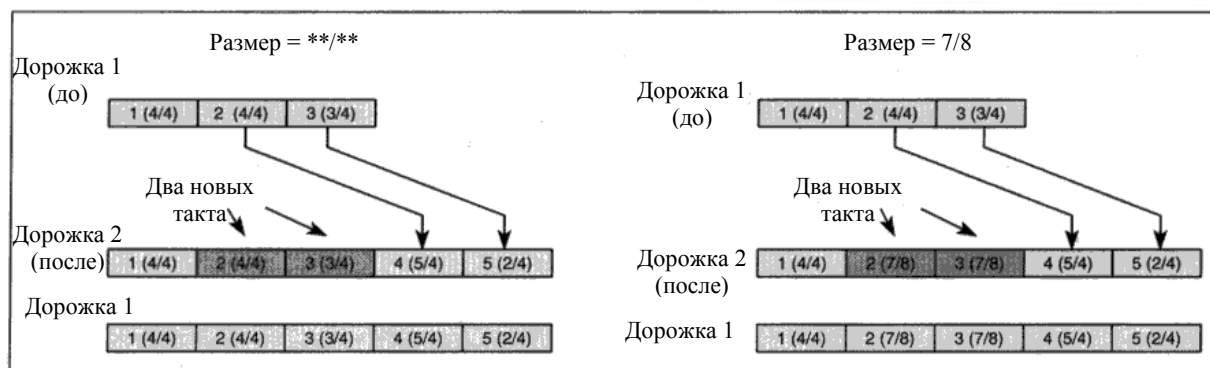 Размер = **/**
Дорожка 1
(до)
1 (4/4) 2 (4/4) 3 (3/4)
Два новых
такта
Дорожка 2
(после)
1 (4/4) 2 (4/4) 3 (3/4) 4 (5/4) 5 (2/4)
Дорожка 1
1 (4/4) 2 (4/4) 3 (3/4) 4 (5/4) 5 (2/4)
Размер = 7/8
Дорожка 1
(до)
1 (4/4) 2 (4/4) 3 (3/4)
Два новых
такта
Дорожка 2
(после)
1 (4/4) 2 (7/8) 3 (7/8) 4 (5/4) 5 (2/4)
Дорожка 1
1 (4/4) 2 (7/8) 3 (7/8) 4 (5/4) 5 (2/4)